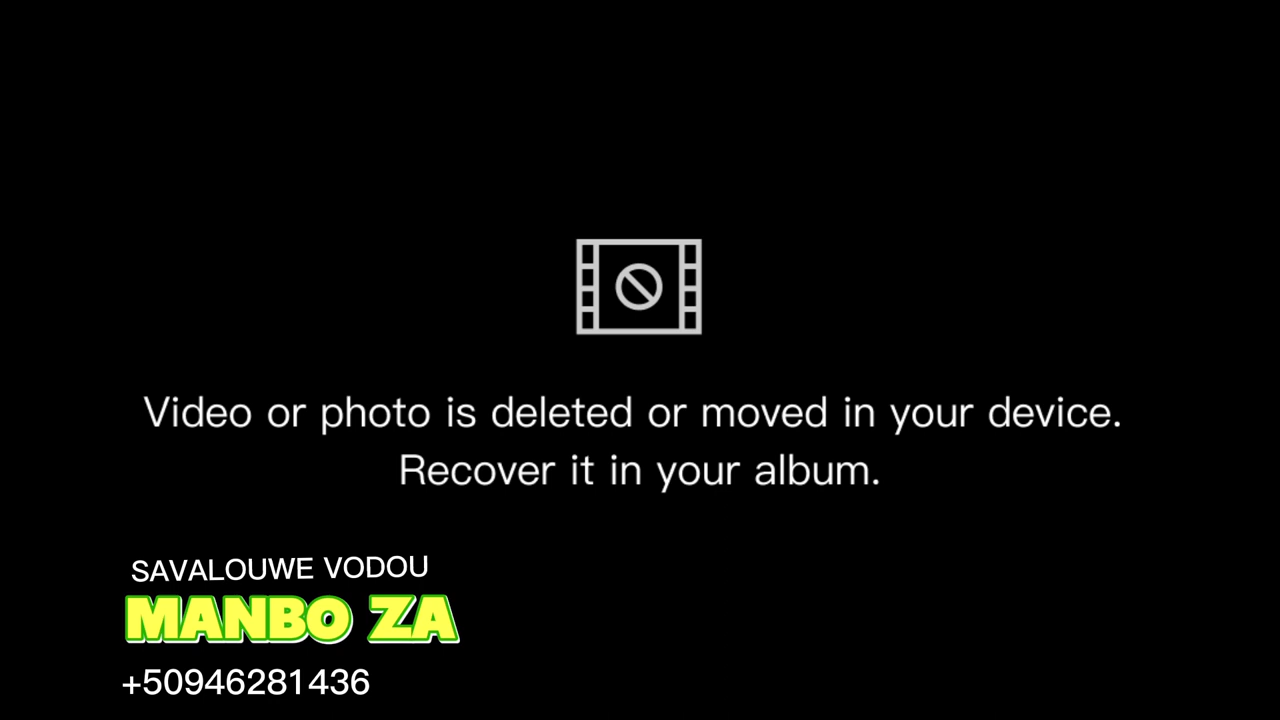 Video or photo is deleted or moved in your device.
Recover it in your album.
SAVALOUWE VODOU
MANBO ZA
+50946281436